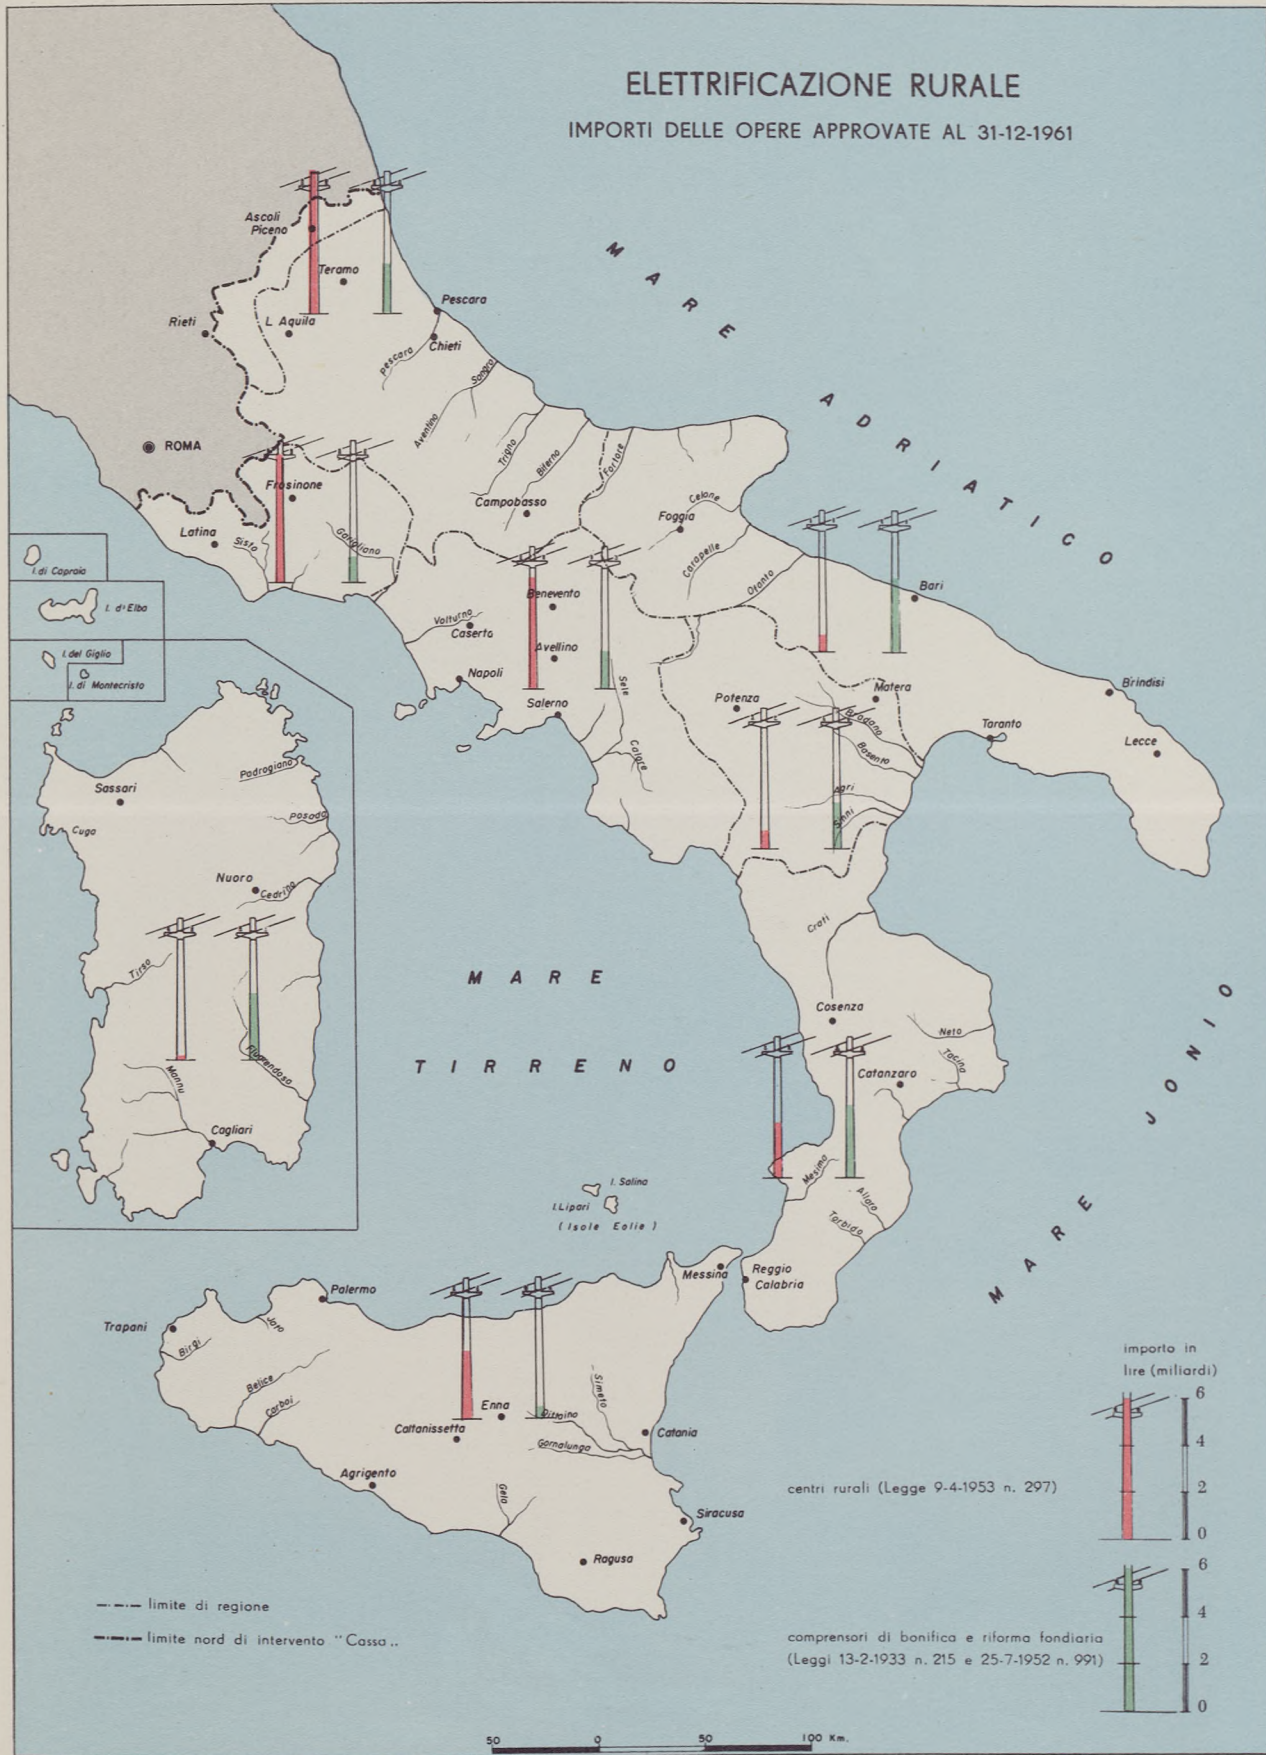 ELETTRIFICAZIONE RURALE
IMPORTI DELLE OPERE APPROVATE AL 31-12-1961
MARE ADRIATICO
Ascoli
Piceno
Teramo
Pescara
Rieti
L Aquila
Chieti
Pescara
Sangro
Aventino
ROMA
Trigno
Biferno
Fortore
Frosinone
Campobasso
Celone
Foggia
Latina
Sisto
Garigliano
Carapelle
I. di Capraia
Ofanto
Bari
I. d'Elba
Benevento
Volturno
Caserta
I. del Giglio
Avellino
I. di Montecristo
Napoli
Sele
Brindisi
Potenza
Matera
Salerno
Bradano
Taranto
Calore
Basento
Lecce
Padrogiano
Sassari
Agri
Posada
Sinni
Cuga
Nuoro
Cedrino
Crati
Tirso
MARE
TIRRENO
Cosenza
Neto
Tacina
Flumendosa
Mannu
Catanzaro
MARE JONIO
Cagliari
Mesima
I. Salina
Allaro
I.Lipari
Torbido
(Isole Eolie)
Messina
Reggio
Calabria
Palermo
Trapani
Jato
Birgi
Belice
Simeto
Carboi
Enna
Dittaino
Caltanissetta
Catania
Gornalunga
Agrigento
Gela
Siracusa
Ragusa
importo in
lire (miliardi)
6
4
2
0
centri rurali (Legge 9-4-1953 n. 297)
6
4
2
0
comprensori di bonifica e riforma fondiaria
(Leggi 13-2-1933 n. 215 e 25-7-1952 n. 991)
limite di regione
limite nord di intervento "Cassa„
50 0 50 100 Km.